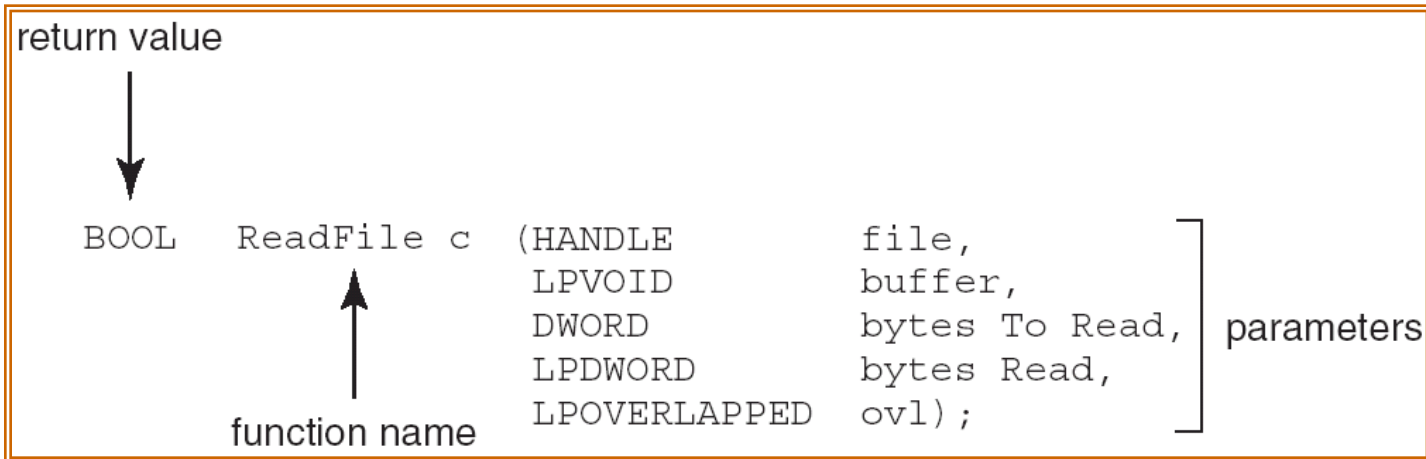 return value
BOOL ReadFile c (HANDLE file,
LPVOID buffer,
DWORD bytes To Read,
LPDWORD bytes Read,
LPOVERLAPPED ovl);
parameters
function name